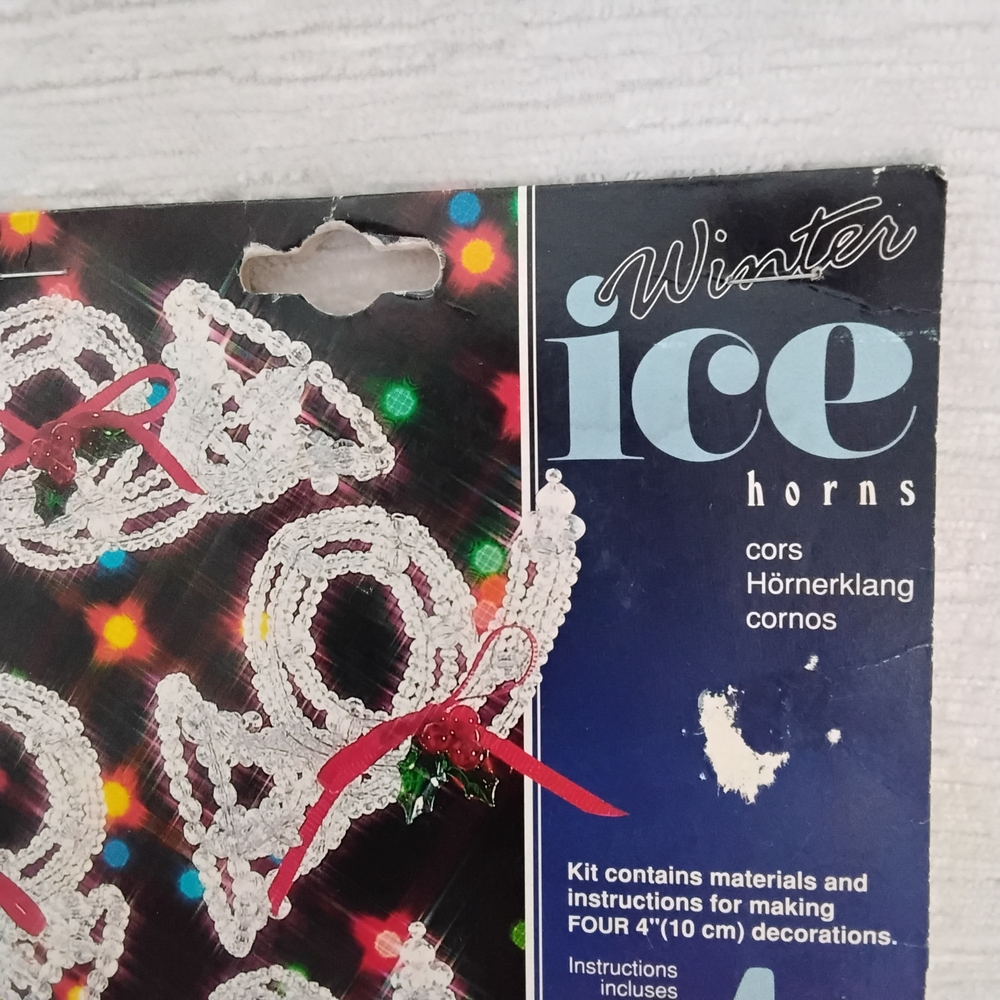 Winter
ice
horns
cors
Hörnerklang
cornos
Kit contains materials and
instructions for making
FOUR 4"(10 cm) decorations.
Instructions
incluses